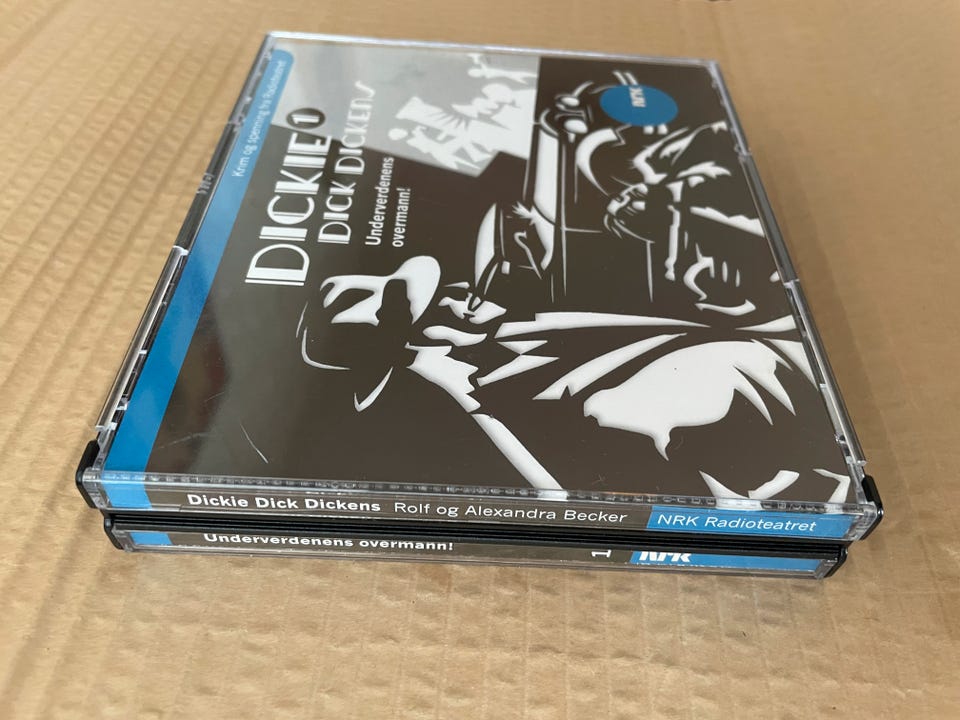 Krim og spenning fra Radioteatret
DICKIE 1
DICK DICKENS
Underverdenens
overmann!
NRK
Dickie Dick Dickens Rolf og Alexandra Becker NRK Radioteatret
Underverdenens overmann! 1 NRK